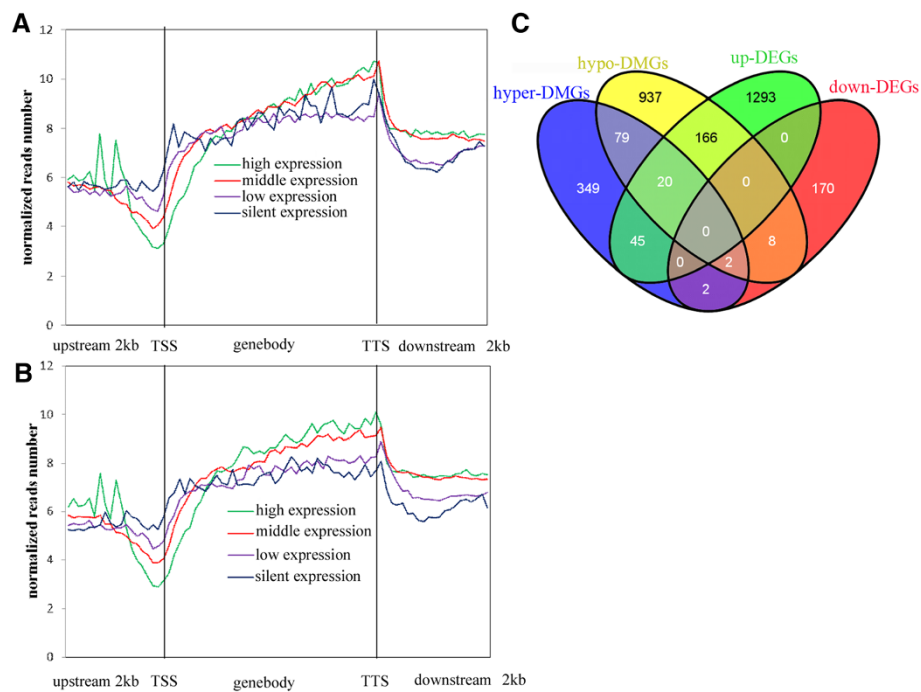 A
normalized reads number
12
10
8
6
4
2
0
high expression
middle expression
low expression
silent expression
upstream 2kb TSS genebody TTS downstream 2kb
B
normalized reads number
12
10
8
6
4
2
0
high expression
middle expression
low expression
silent expression
upstream 2kb TSS genebody TTS downstream 2kb
C
hypo-DMGs up-DEGs
hyper-DMGs down-DEGs
937 1293
79 166 0
349 20 0 170
45 0 8
0 2
2